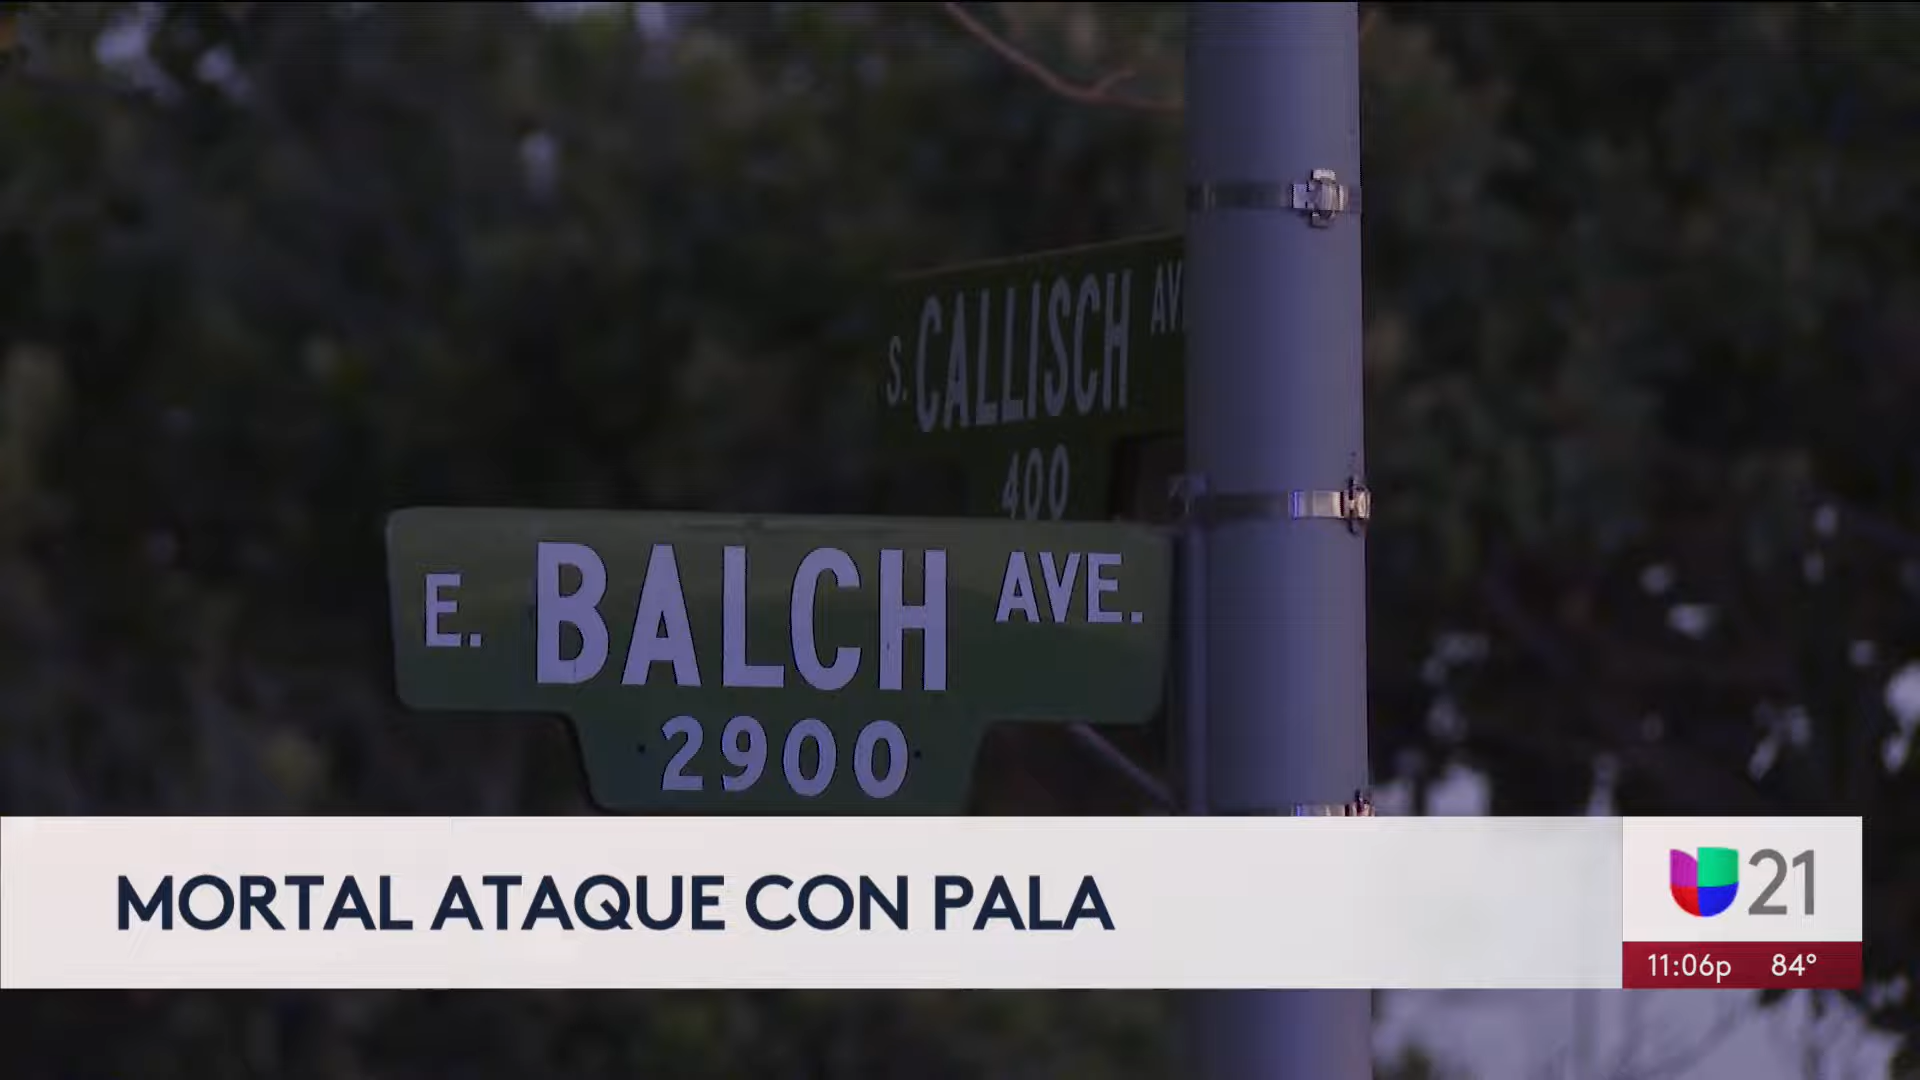 S. CALLISCH AV
400
E. BALCH AVE.
2900
MORTAL ATAQUE CON PALA
21
11:06p 84°